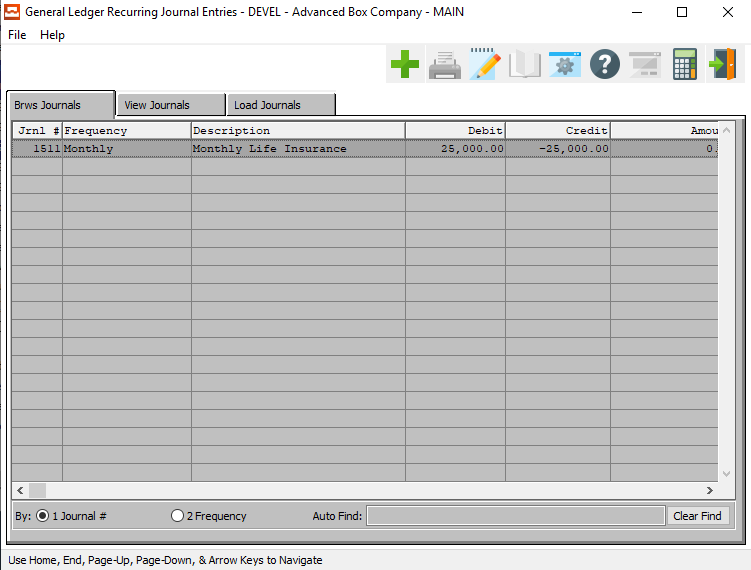 General Ledger Recurring Journal Entries - DEVEL - Advanced Box Company - MAIN
File Help
Brws Journals View Journals Load Journals
Jrnl # Frequency Description Debit Credit Amou
1511 Monthly Monthly Life Insurance 25,000.00 -25,000.00 0.
By: 1 Journal # 2 Frequency Auto Find: Clear Find
Use Home, End, Page-Up, Page-Down, & Arrow Keys to Navigate